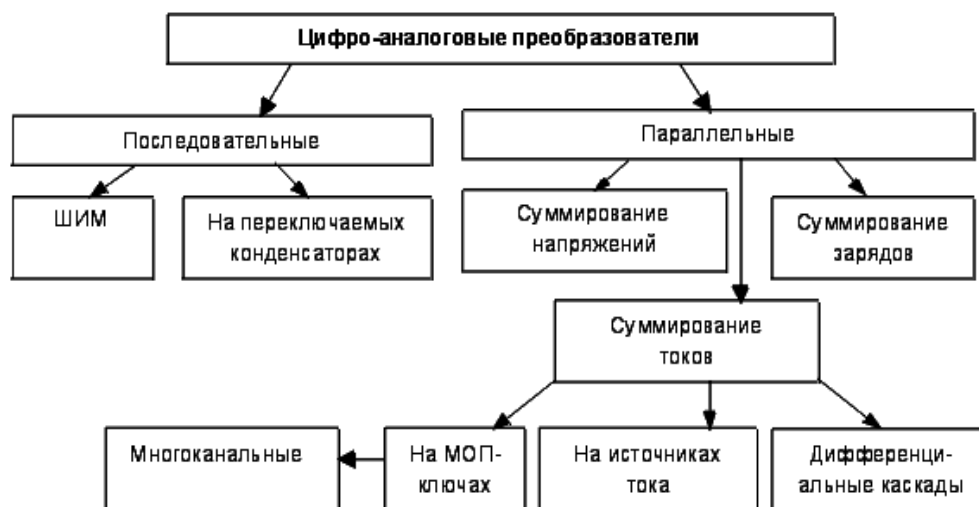 Цифро-аналоговые преобразователи
Последовательные
Параллельные
ШИМ
На переключаемых
конденсаторах
Суммирование
напряжений
Суммирование
зарядов
Суммирование
токов
Многоканальные
На МОП-
ключах
На источниках
тока
Дифференци-
альные каскады